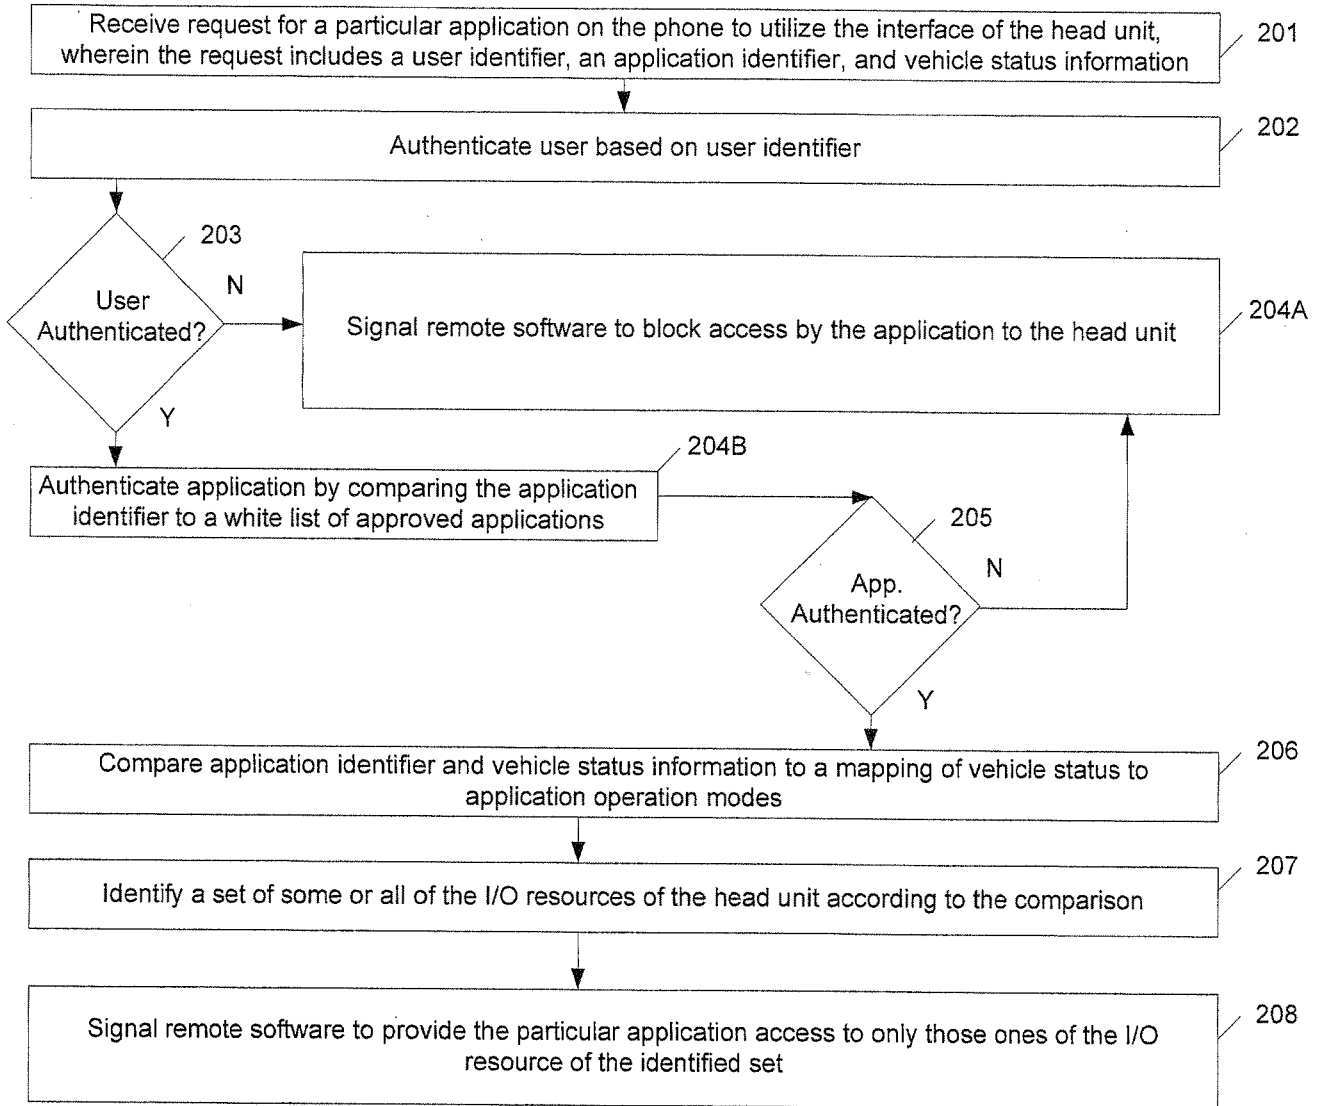 Receive request for a particular application on the phone to utilize the interface of the head unit,
wherein the request includes a user identifier, an application identifier, and vehicle status information
201
Authenticate user based on user identifier
202
203
User
Authenticated?
N
Y
Signal remote software to block access by the application to the head unit
204A
204B
Authenticate application by comparing the application
identifier to a white list of approved applications
205
App.
Authenticated?
N
Y
Compare application identifier and vehicle status information to a mapping of vehicle status to
application operation modes
206
Identify a set of some or all of the I/O resources of the head unit according to the comparison
207
Signal remote software to provide the particular application access to only those ones of the I/O
resource of the identified set
208